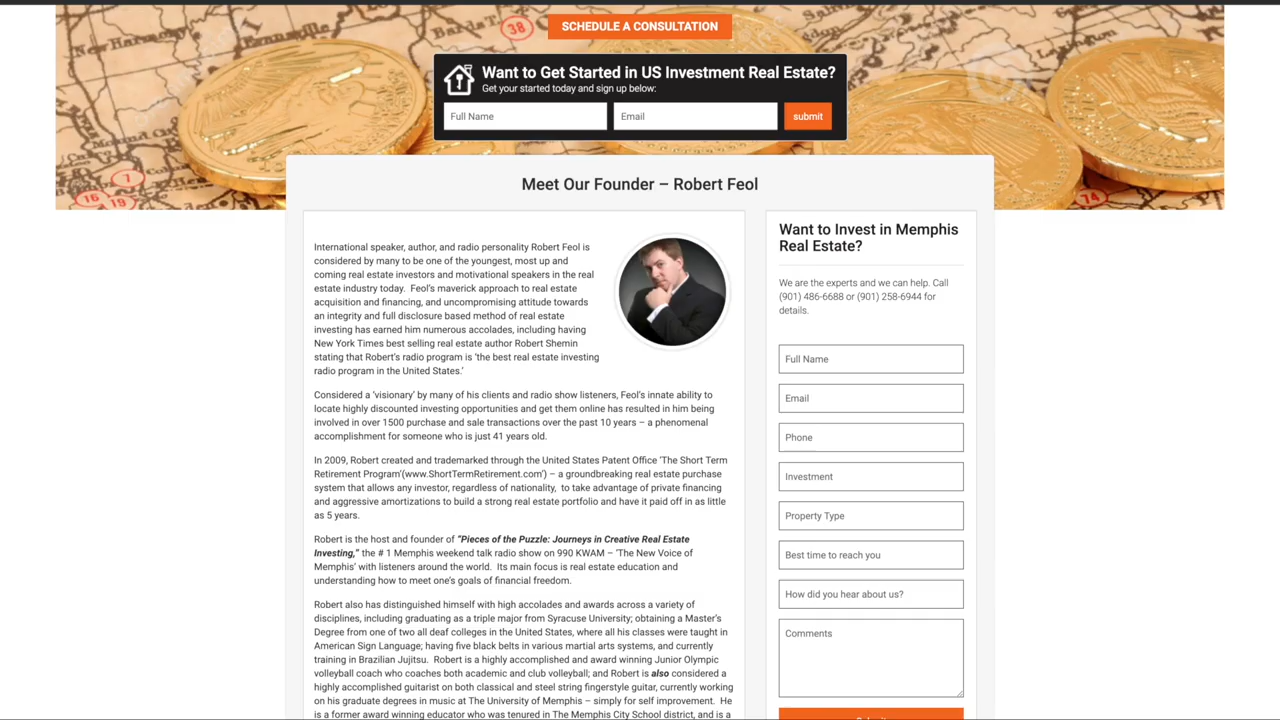 SCHEDULE A CONSULTATION
38
Want to Get Started in US Investment Real Estate?
Get your started today and sign up below:
Full Name
Email
submit
1
16
19
74
Meet Our Founder – Robert Feol
International speaker, author, and radio personality Robert Feol is
considered by many to be one of the youngest, most up and
coming real estate investors and motivational speakers in the real
estate industry today.  Feol's maverick approach to real estate
acquisition and financing, and uncompromising attitude towards
an integrity and full disclosure based method of real estate
investing has earned him numerous accolades, including having
New York Times best selling real estate author Robert Shemin
stating that Robert's radio program is 'the best real estate investing
radio program in the United States.'
Considered a 'visionary' by many of his clients and radio show listeners, Feol's innate ability to
locate highly discounted investing opportunities and get them online has resulted in him being
involved in over 1500 purchase and sale transactions over the past 10 years – a phenomenal
accomplishment for someone who is just 41 years old.
In 2009, Robert created and trademarked through the United States Patent Office 'The Short Term
Retirement Program'(www.ShortTermRetirement.com') – a groundbreaking real estate purchase
system that allows any investor, regardless of nationality,  to take advantage of private financing
and aggressive amortizations to build a strong real estate portfolio and have it paid off in as little
as 5 years.
Robert is the host and founder of "Pieces of the Puzzle: Journeys in Creative Real Estate
Investing," the # 1 Memphis weekend talk radio show on 990 KWAM – 'The New Voice of
Memphis' with listeners around the world.  Its main focus is real estate education and
understanding how to meet one's goals of financial freedom.
Robert also has distinguished himself with high accolades and awards across a variety of
disciplines, including graduating as a triple major from Syracuse University; obtaining a Master's
Degree from one of two all deaf colleges in the United States, where all his classes were taught in
American Sign Language; having five black belts in various martial arts systems, and currently
training in Brazilian Jujitsu.  Robert is a highly accomplished and award winning Junior Olympic
volleyball coach who coaches both academic and club volleyball; and Robert is also considered a
highly accomplished guitarist on both classical and steel string fingerstyle guitar, currently working
on his graduate degrees in music at The University of Memphis – simply for self improvement.  He
is a former award winning educator who was tenured in The Memphis City School district, and is a
Want to Invest in Memphis
Real Estate?
We are the experts and we can help. Call
(901) 486-6688 or (901) 258-6944 for
details.
Full Name
Email
Phone
Investment
Property Type
Best time to reach you
How did you hear about us?
Comments